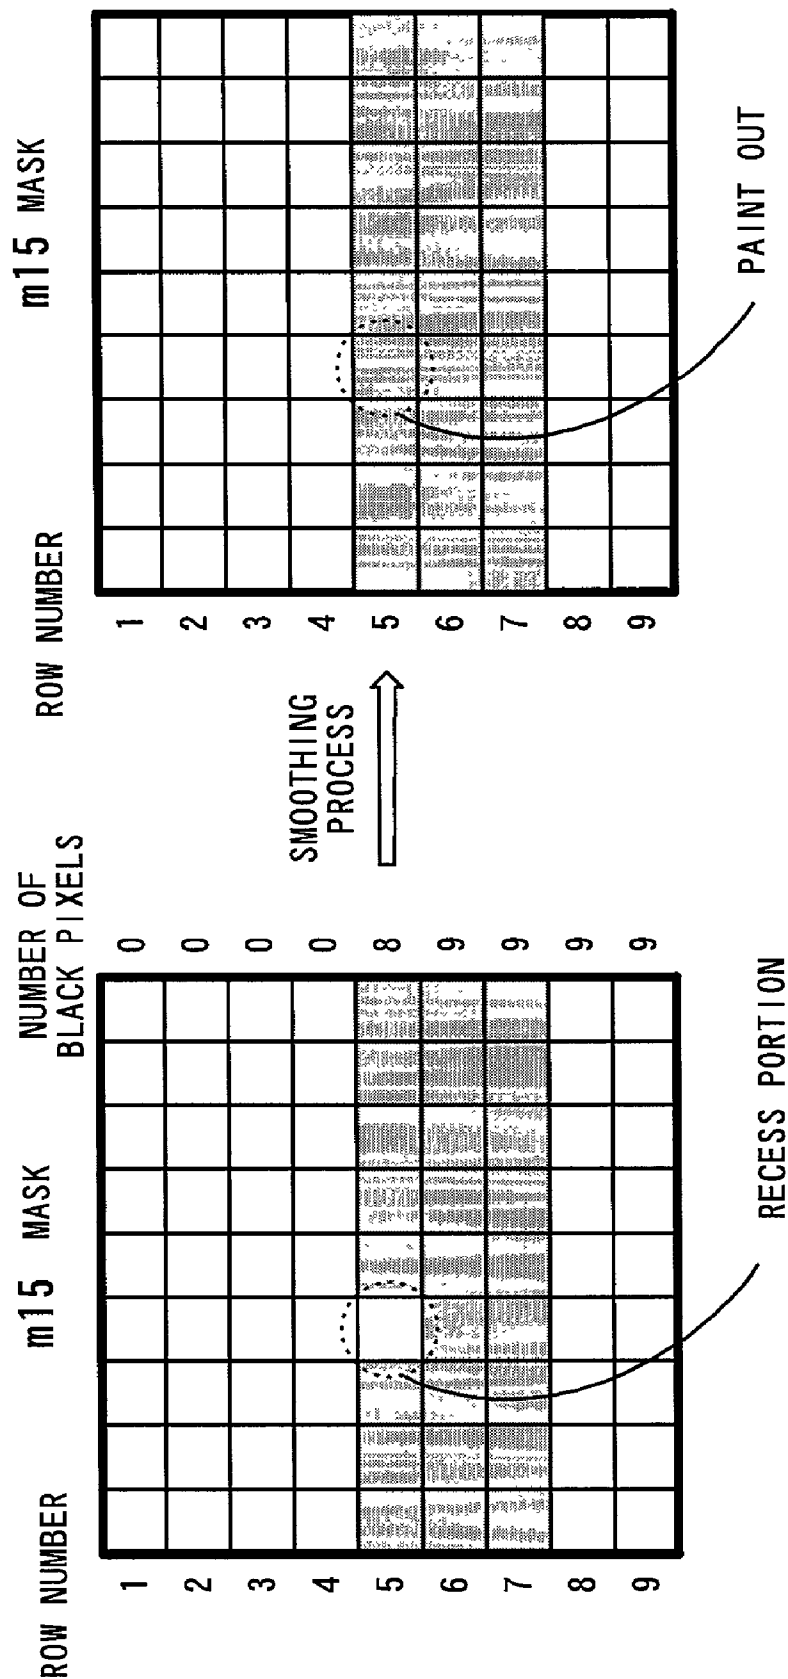 ROW NUMBER
m15 MASK
NUMBER OF
BLACK PIXELS
1
2
3
4
5
6
7
8
9
0
0
0
0
8
9
9
9
9
RECESS PORTION
SMOOTHING
PROCESS
ROW NUMBER
m15 MASK
1
2
3
4
5
6
7
8
9
PAINT OUT